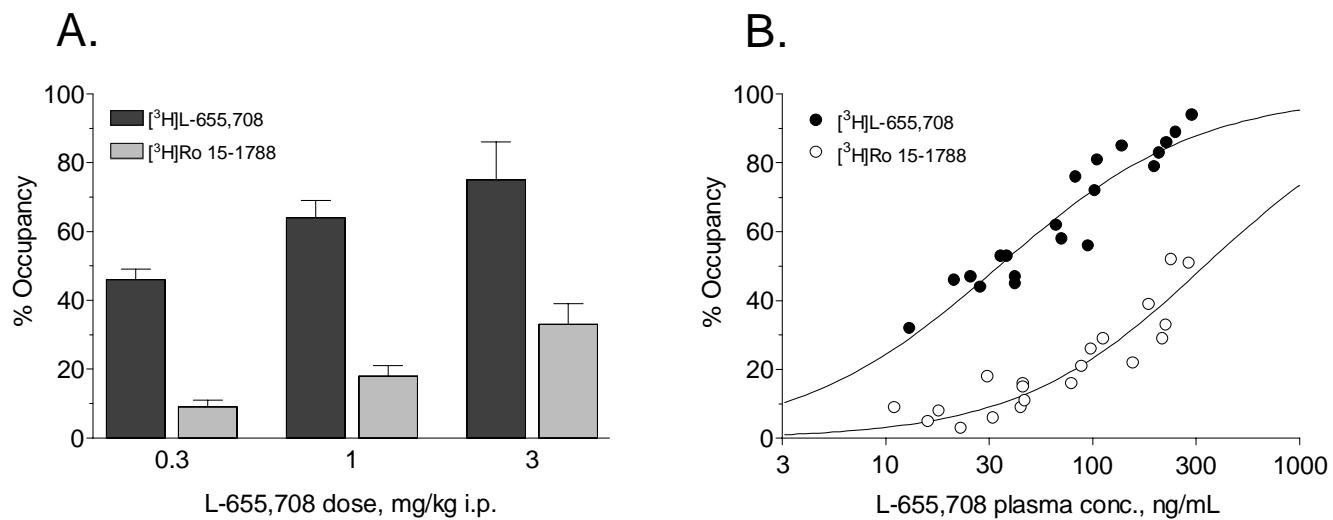 A.
100
80
60
40
20
0
% Occupancy
[³H]L-655,708
[³H]Ro 15-1788
0.3 1 3
L-655,708 dose, mg/kg i.p.
B.
100
80
60
40
20
0
% Occupancy
[³H]L-655,708
[³H]Ro 15-1788
3 10 30 100 300 1000
L-655,708 plasma conc., ng/mL